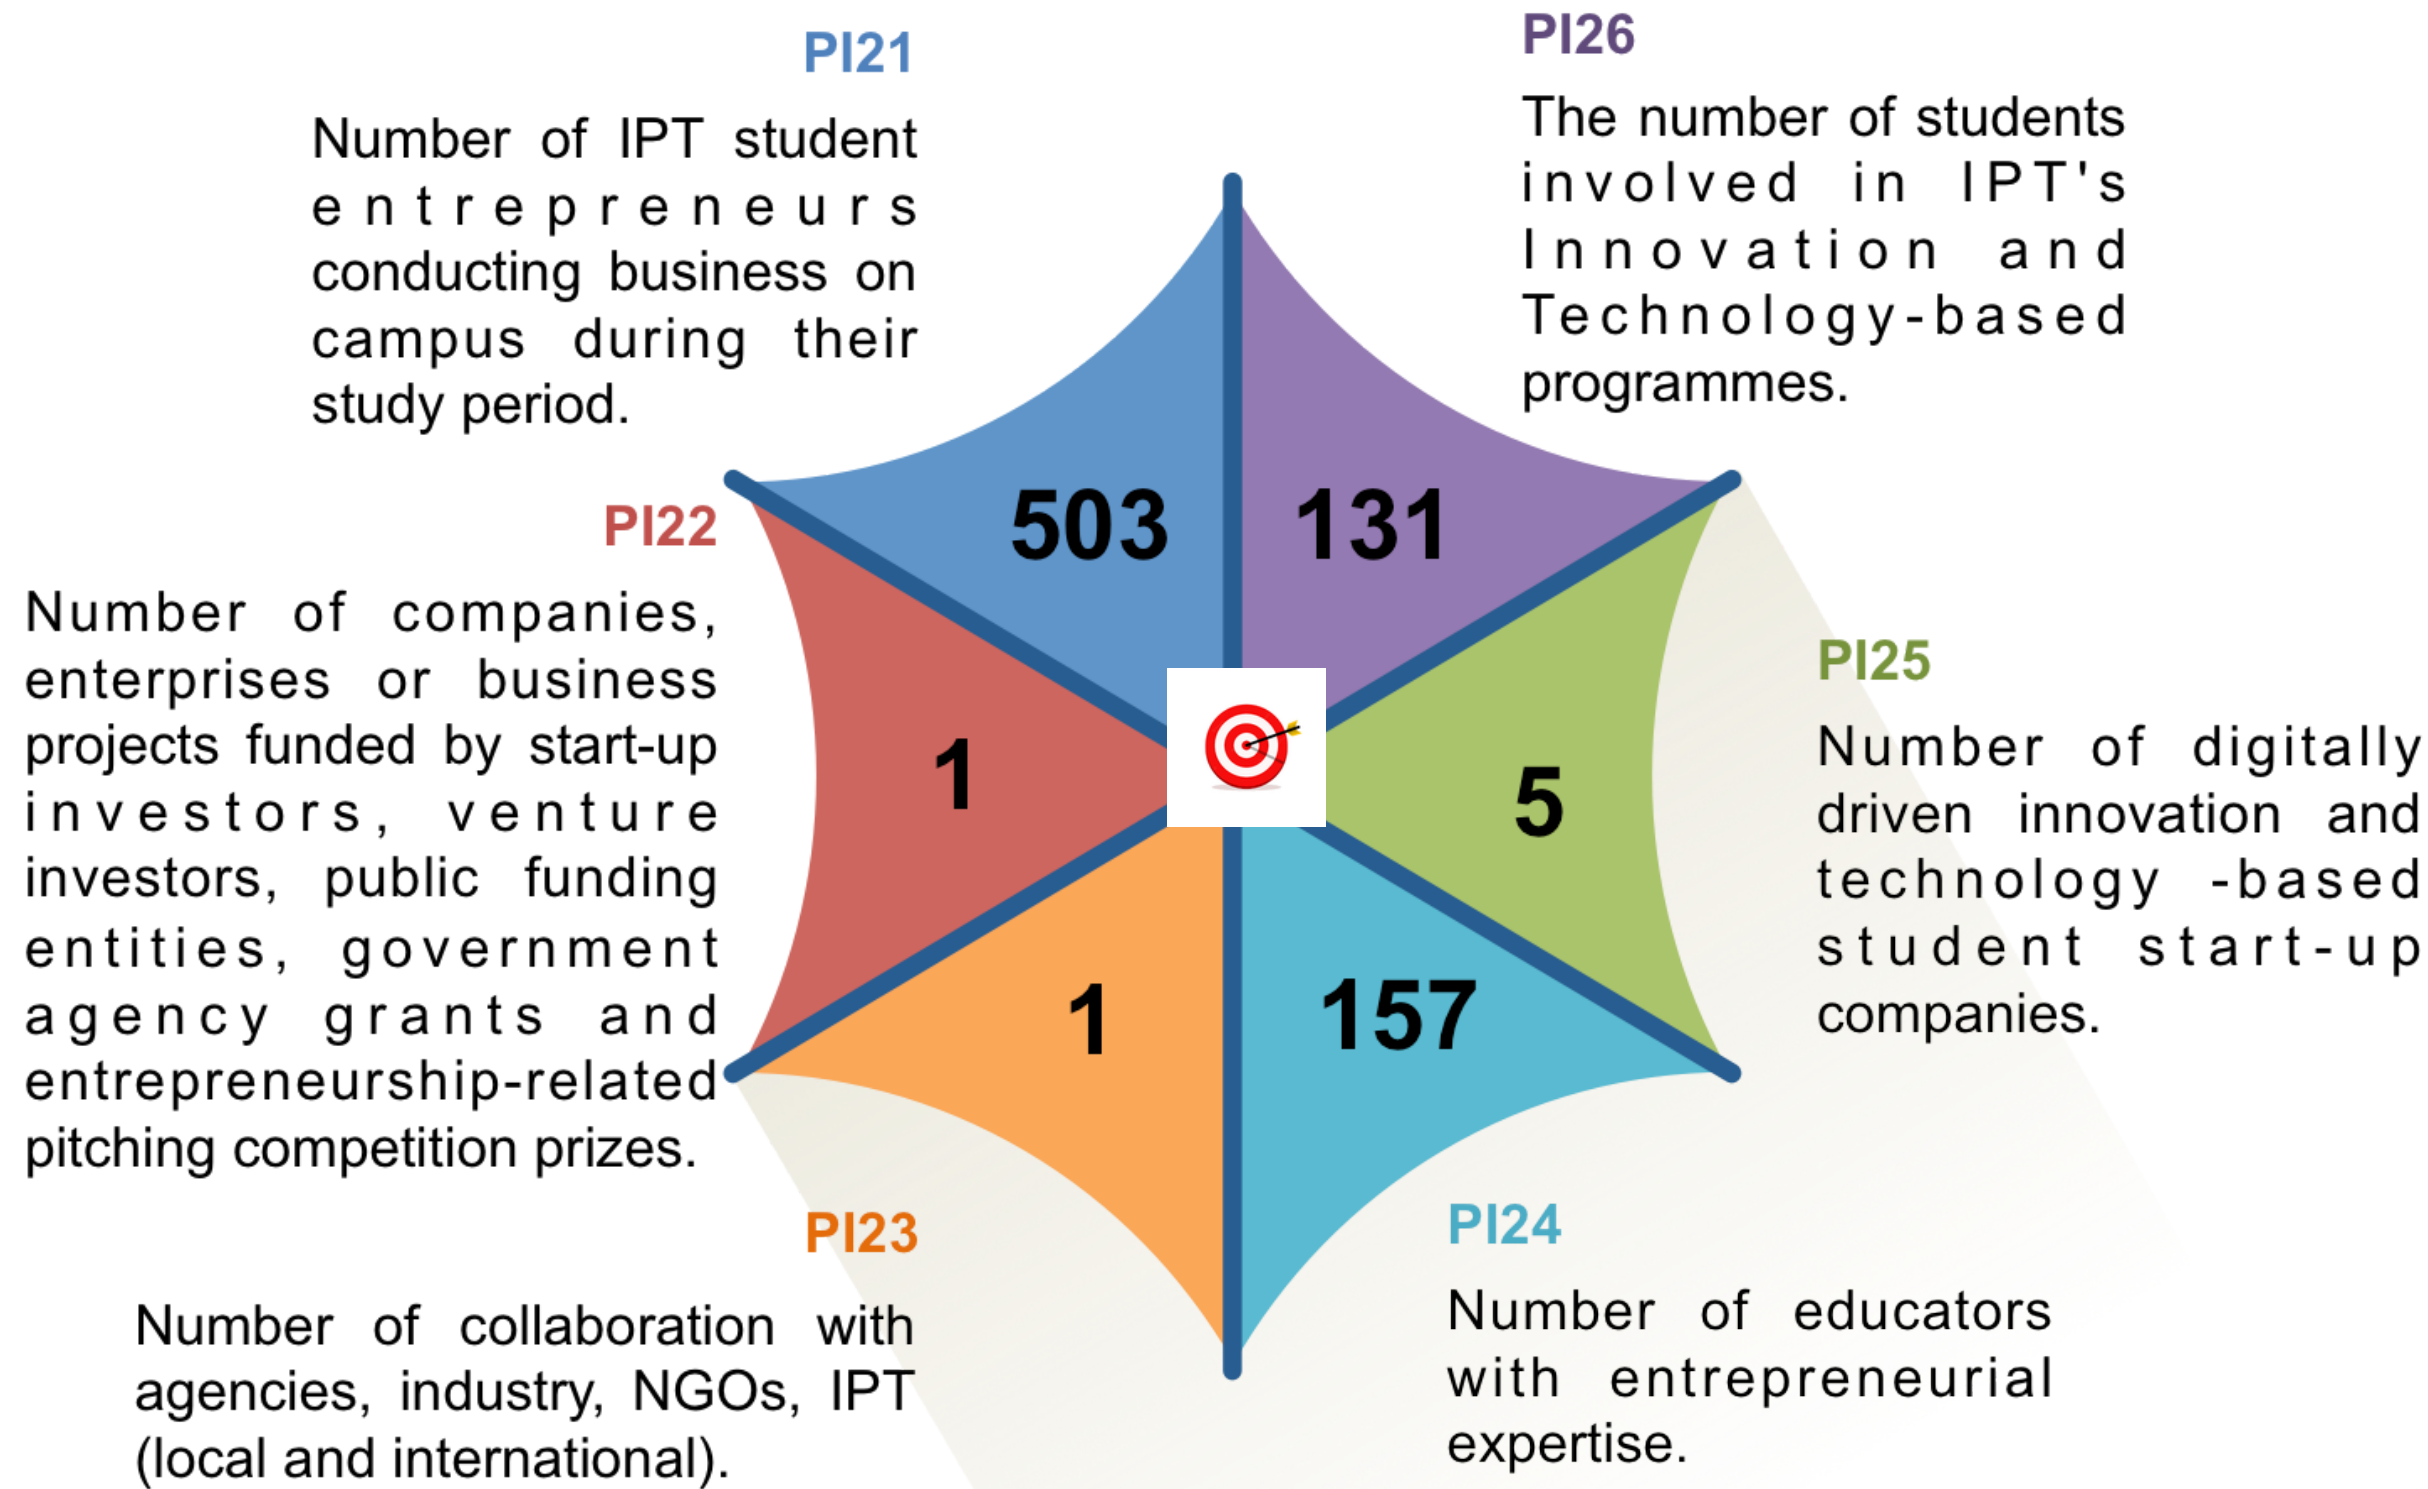 PI21
Number of IPT student
entrepreneurs
conducting business on
campus during their
study period.
PI26
The number of students
involved in IPT's
Innovation and
Technology-based
programmes.
503
131
PI22
Number of companies,
enterprises or business
projects funded by start-up
investors, venture
investors, public funding
entities, government
agency grants and
entrepreneurship-related
pitching competition prizes.
1
5
PI25
Number of digitally
driven innovation and
technology -based
student start-up
companies.
1
157
PI23
Number of collaboration with
agencies, industry, NGOs, IPT
(local and international).
PI24
Number of educators
with entrepreneurial
expertise.